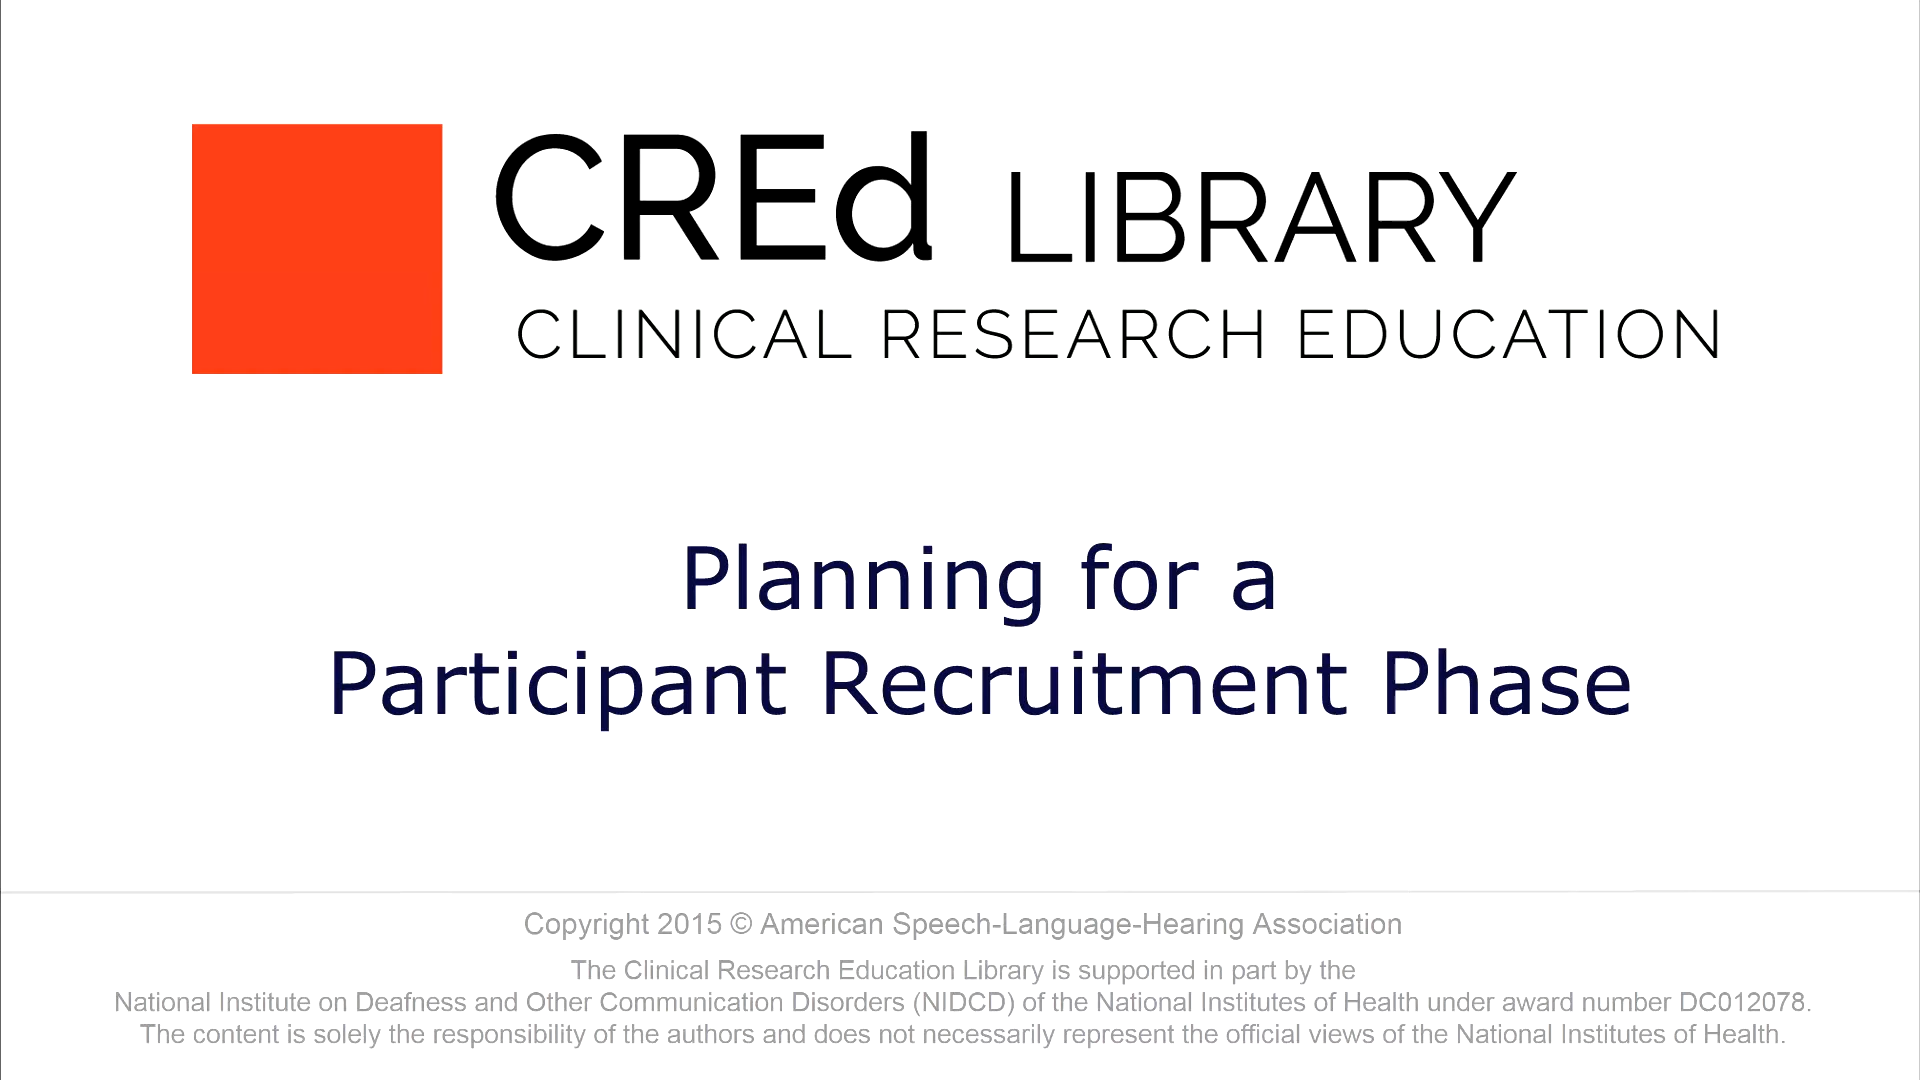 CREd LIBRARY
CLINICAL RESEARCH EDUCATION
Planning for a
Participant Recruitment Phase
Copyright 2015 © American Speech-Language-Hearing Association
The Clinical Research Education Library is supported in part by the
National Institute on Deafness and Other Communication Disorders (NIDCD) of the National Institutes of Health under award number DC012078.
The content is solely the responsibility of the authors and does not necessarily represent the official views of the National Institutes of Health.